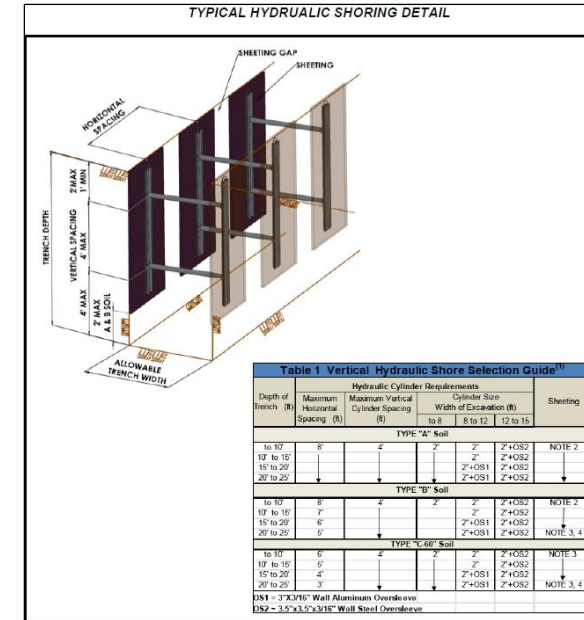 TYPICAL HYDRUALIC SHORING DETAIL
SHEETING GAP
SHEETING
HORIZONTAL
SPACING
2' MAX
1' MIN
TRENCH DEPTH
VERTICAL SPACING
4' MAX
4' MAX
2' MAX
A & B SOIL
ALLOWABLE
TRENCH WIDTH
Table 1 Vertical Hydraulic Shore Selection Guide(1)
Depth of Trench (ft) Hydraulic Cylinder Requirements Sheeting
Maximum Horizontal Spacing (ft) Maximum Vertical Cylinder Spacing (ft) Cylinder Size
Width of Excavation (ft)
to 8 8 to 12 12 to 15
TYPE "A" Soil
to 10' 8' 4' 2" 2" 2"+OS2 NOTE 2
10' to 15' 2" 2"+OS2
15' to 20' 2"+OS1 2"+OS2
20' to 25' 2"+OS1 2"+OS2
TYPE "B" Soil
to 10' 8' 4' 2" 2" 2"+OS2 NOTE 2
10' to 15' 7' 2" 2"+OS2
15' to 20' 6' 2"+OS1 2"+OS2
20' to 25' 5' 2"+OS1 2"+OS2 NOTE 3, 4
TYPE "C-60" Soil
to 10' 6' 4' 2" 2" 2"+OS2 NOTE 3
10' to 15' 5' 2" 2"+OS2
15' to 20' 4' 2"+OS1 2"+OS2
20' to 25' 3' 2"+OS1 2"+OS2 NOTE 3, 4
OS1 = 3"X3/16" Wall Aluminum Oversleeve
OS2 = 3.5"x3.5"x3/16" Wall Steel Oversleeve